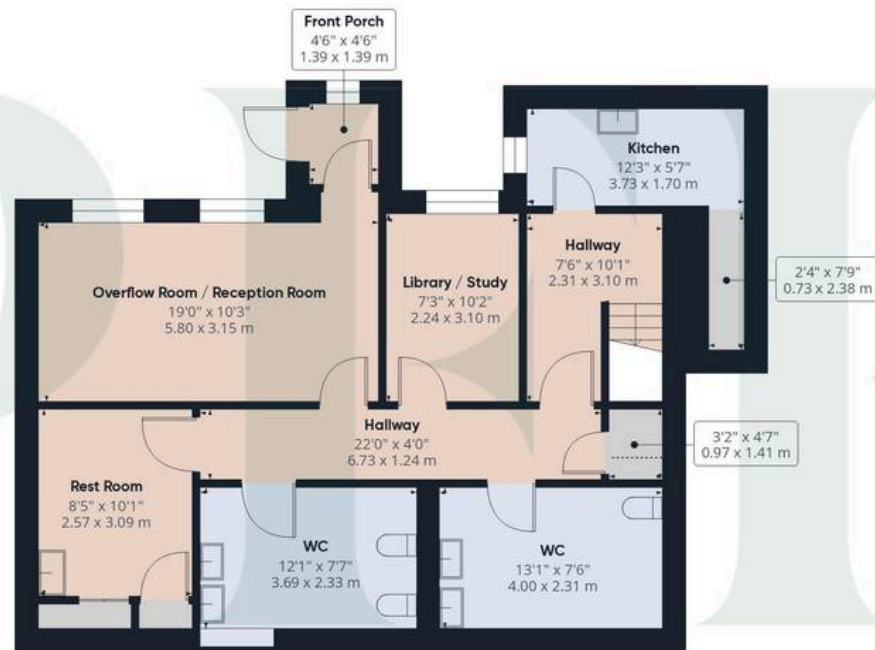 Front Porch
4'6" x 4'6"
1.39 x 1.39 m
Kitchen
12'3" x 5'7"
3.73 x 1.70 m
Hallway
7'6" x 10'1"
2.31 x 3.10 m
2'4" x 7'9"
0.73 x 2.38 m
Overflow Room / Reception Room
19'0" x 10'3"
5.80 x 3.15 m
Library / Study
7'3" x 10'2"
2.24 x 3.10 m
Hallway
22'0" x 4'0"
6.73 x 1.24 m
3'2" x 4'7"
0.97 x 1.41 m
Rest Room
8'5" x 10'1"
2.57 x 3.09 m
WC
12'1" x 7'7"
3.69 x 2.33 m
WC
13'1" x 7'6"
4.00 x 2.31 m